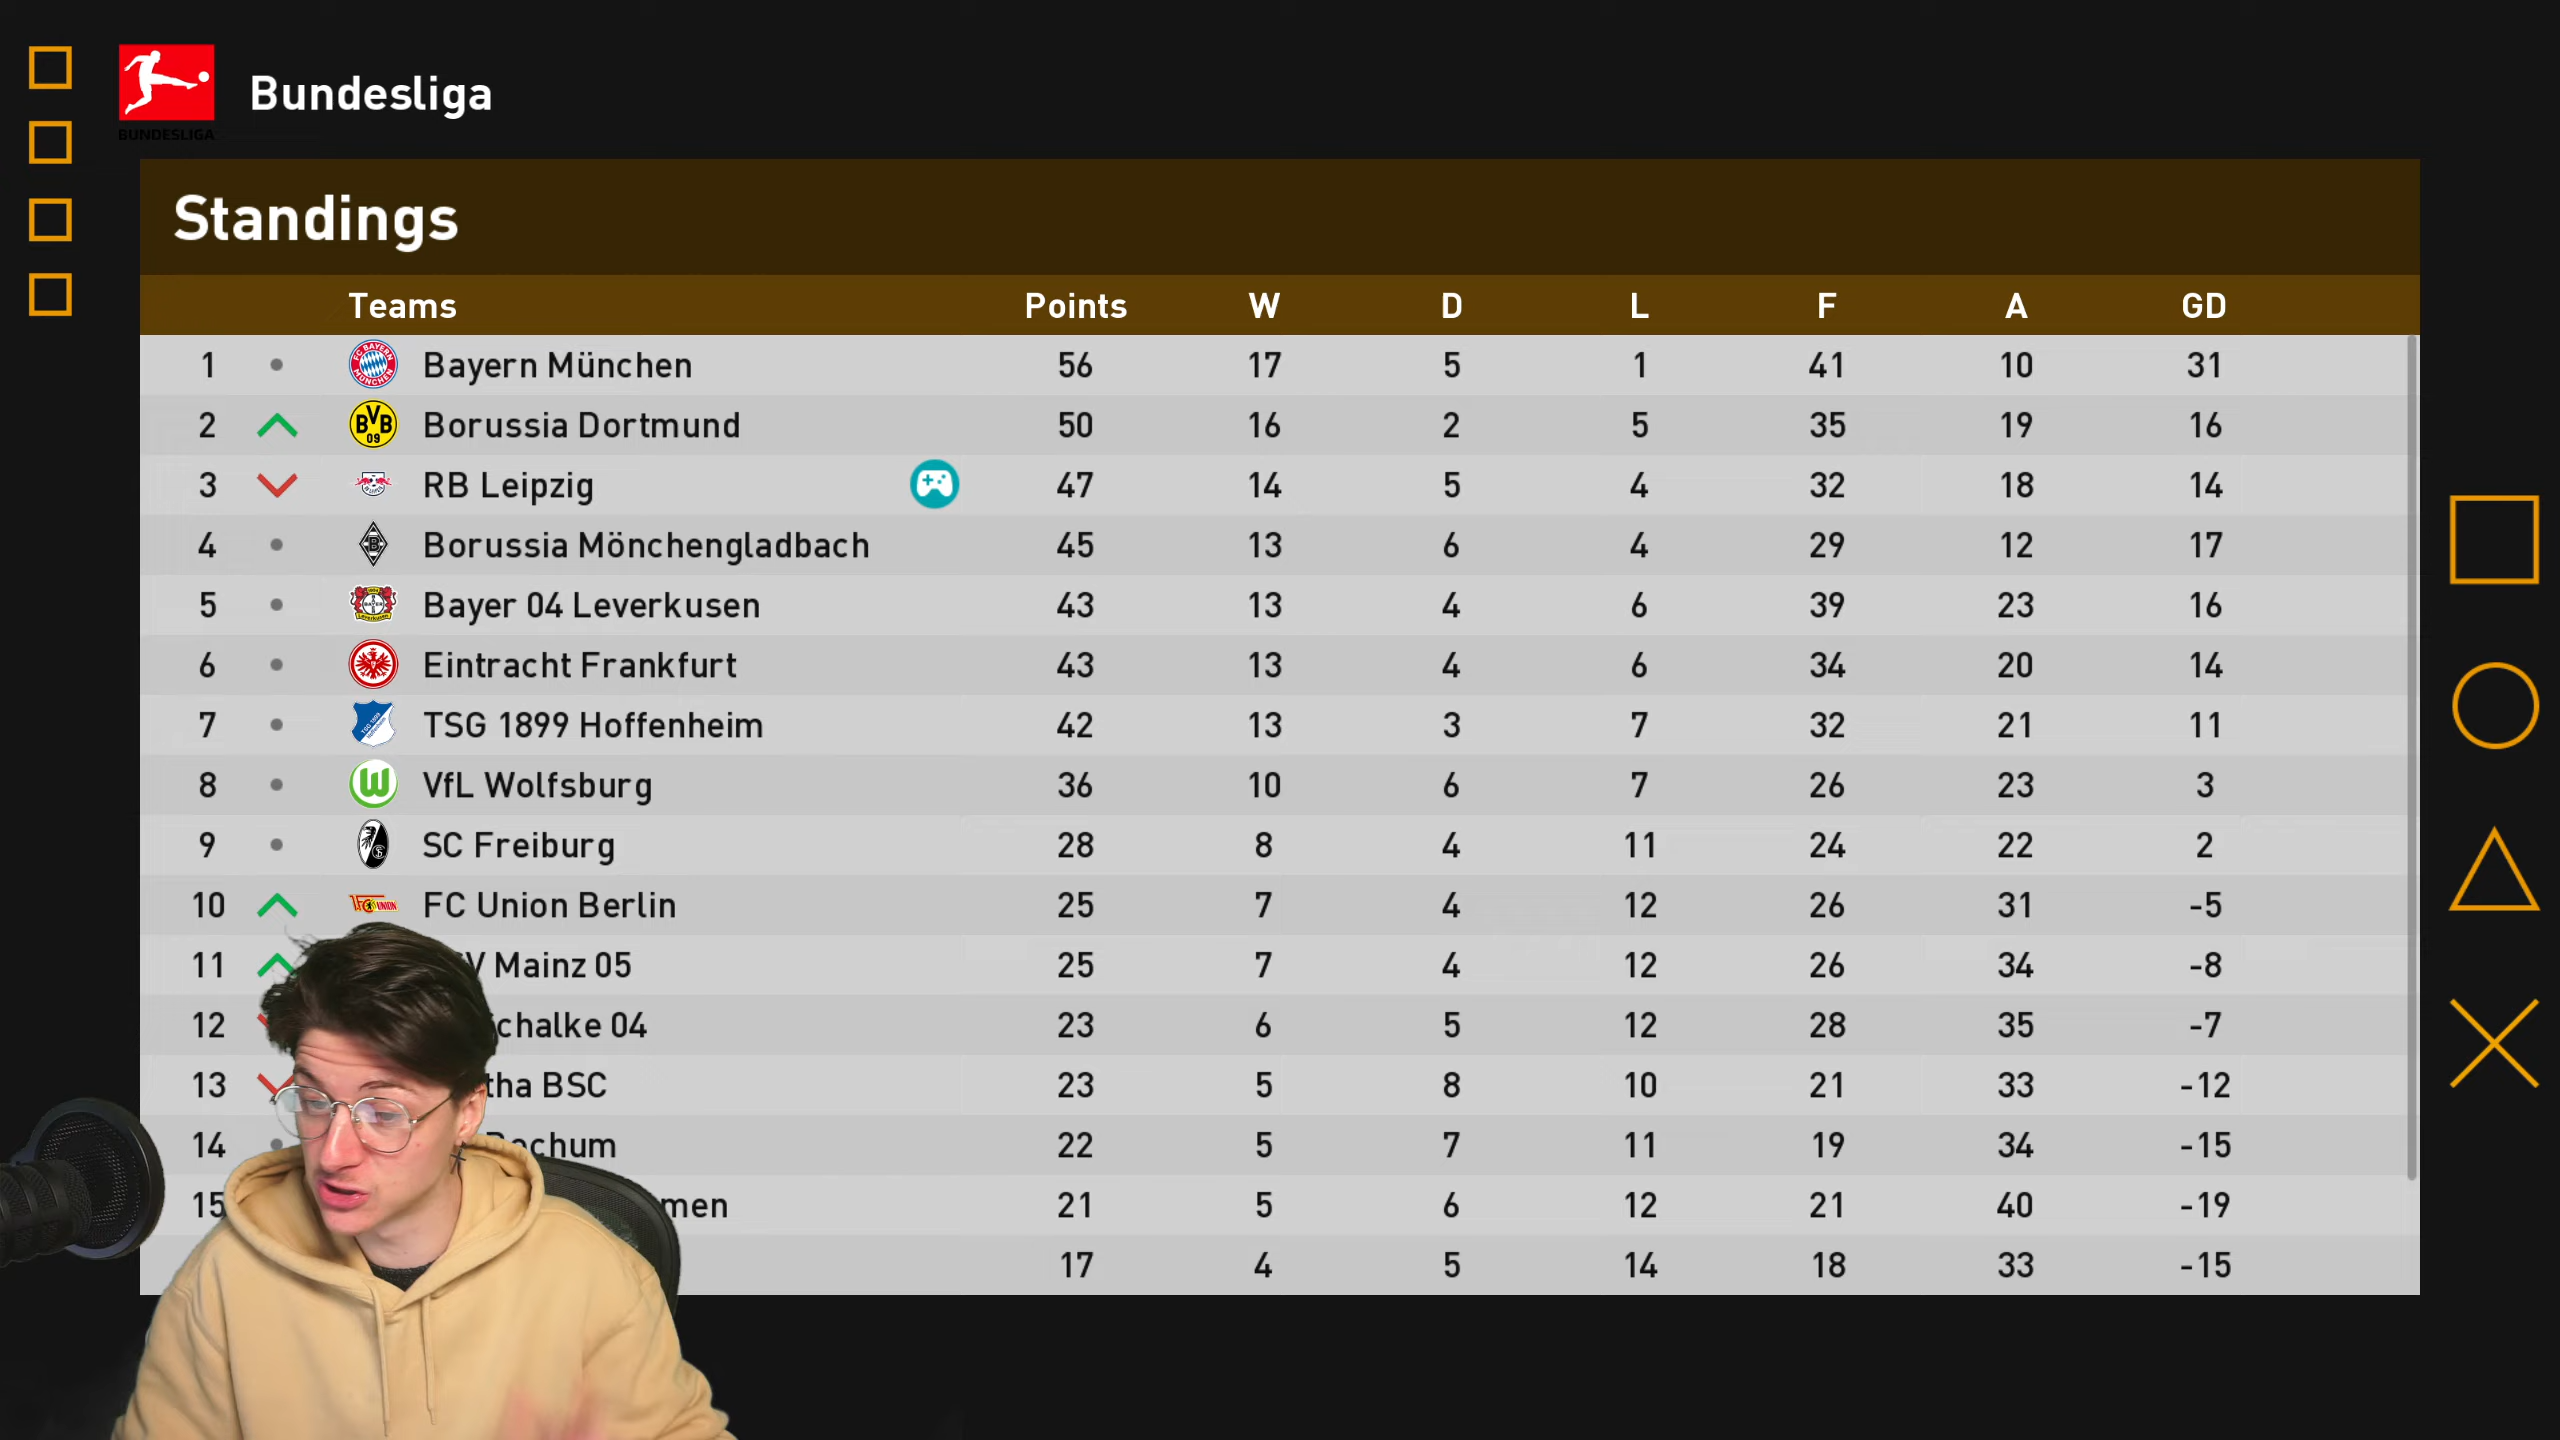 BUNDESLIGA
Bundesliga
Standings
Teams Points W D L F A GD
1 Bayern München 56 17 5 1 41 10 31
2 Borussia Dortmund 50 16 2 5 35 19 16
3 RB Leipzig 47 14 5 4 32 18 14
4 Borussia Mönchengladbach 45 13 6 4 29 12 17
5 Bayer 04 Leverkusen 43 13 4 6 39 23 16
6 Eintracht Frankfurt 43 13 4 6 34 20 14
7 TSG 1899 Hoffenheim 42 13 3 7 32 21 11
8 VfL Wolfsburg 36 10 6 7 26 23 3
9 SC Freiburg 28 8 4 11 24 22 2
10 FC Union Berlin 25 7 4 12 26 31 -5
11 V Mainz 05 25 7 4 12 26 34 -8
12 chalke 04 23 6 5 12 28 35 -7
13 tha BSC 23 5 8 10 21 33 -12
14 Bochum 22 5 7 11 19 34 -15
15 men 21 5 6 12 21 40 -19
17 4 5 14 18 33 -15